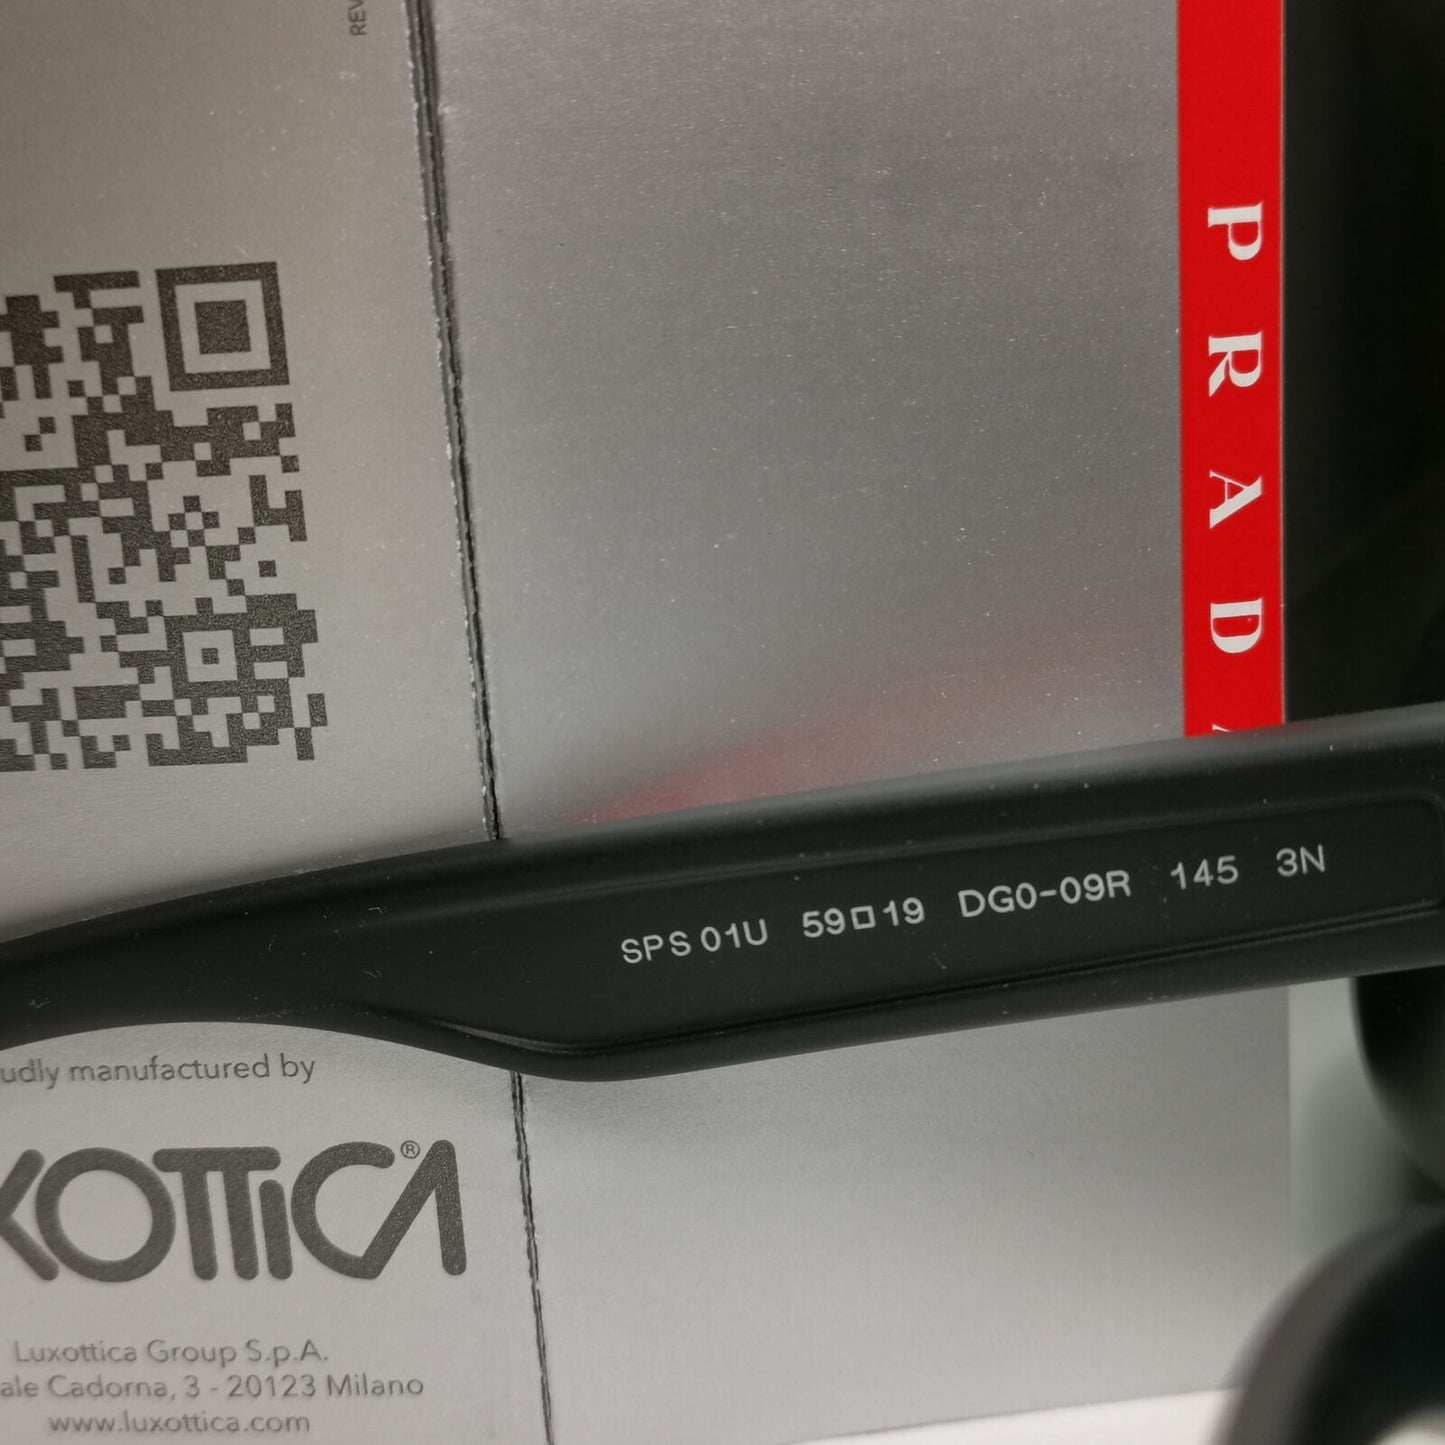 REV
PRADA
SPS 01U 59□19 DG0-09R 145 3N
udly manufactured by
XOTTICA®
Luxottica Group S.p.A.
ale Cadorna, 3 - 20123 Milano
www.luxottica.com